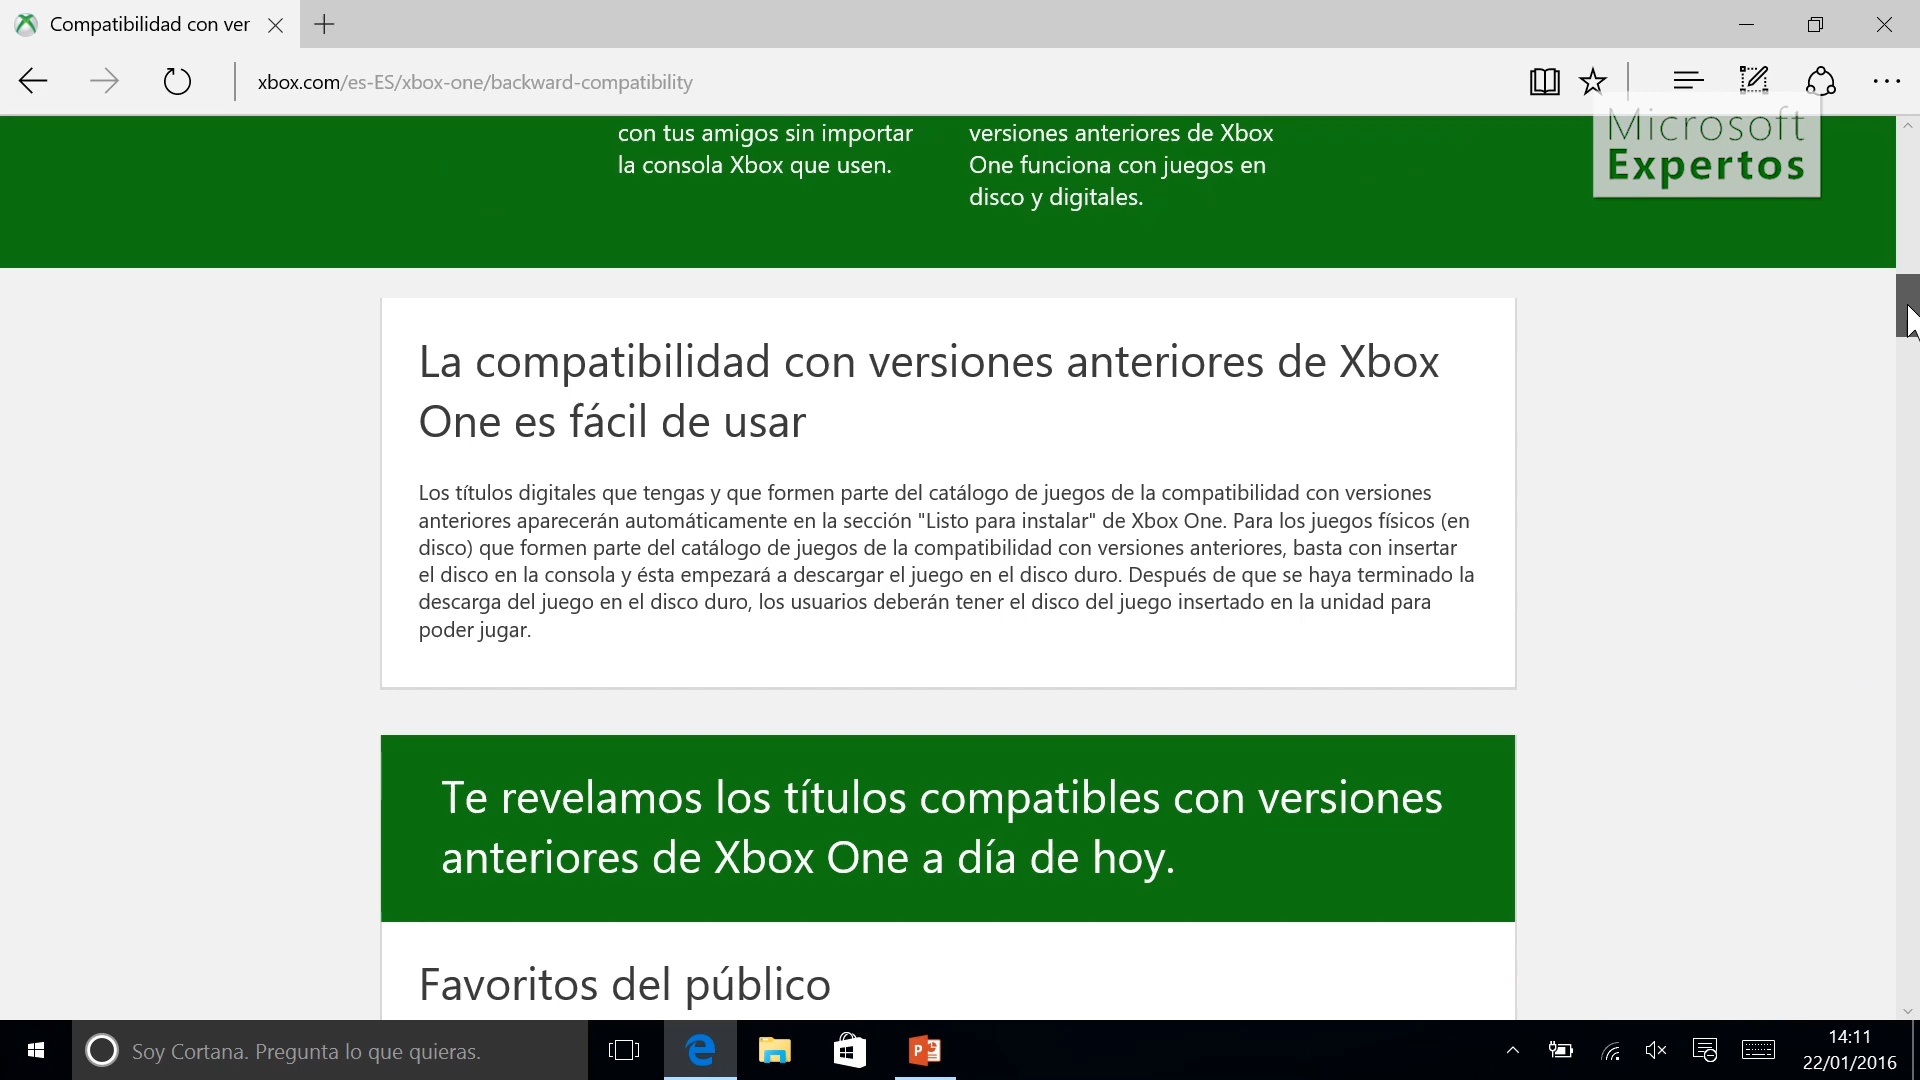 Compatibilidad con ver
xbox.com/es-ES/xbox-one/backward-compatibility
Microsoft
Expertos
con tus amigos sin importar
la consola Xbox que usen.
versiones anteriores de Xbox
One funciona con juegos en
disco y digitales.
La compatibilidad con versiones anteriores de Xbox
One es fácil de usar
Los títulos digitales que tengas y que formen parte del catálogo de juegos de la compatibilidad con versiones
anteriores aparecerán automáticamente en la sección "Listo para instalar" de Xbox One. Para los juegos físicos (en
disco) que formen parte del catálogo de juegos de la compatibilidad con versiones anteriores, basta con insertar
el disco en la consola y ésta empezará a descargar el juego en el disco duro. Después de que se haya terminado la
descarga del juego en el disco duro, los usuarios deberán tener el disco del juego insertado en la unidad para
poder jugar.
Te revelamos los títulos compatibles con versiones
anteriores de Xbox One a día de hoy.
Favoritos del público
Soy Cortana. Pregunta lo que quieras.
P
14:11
22/01/2016